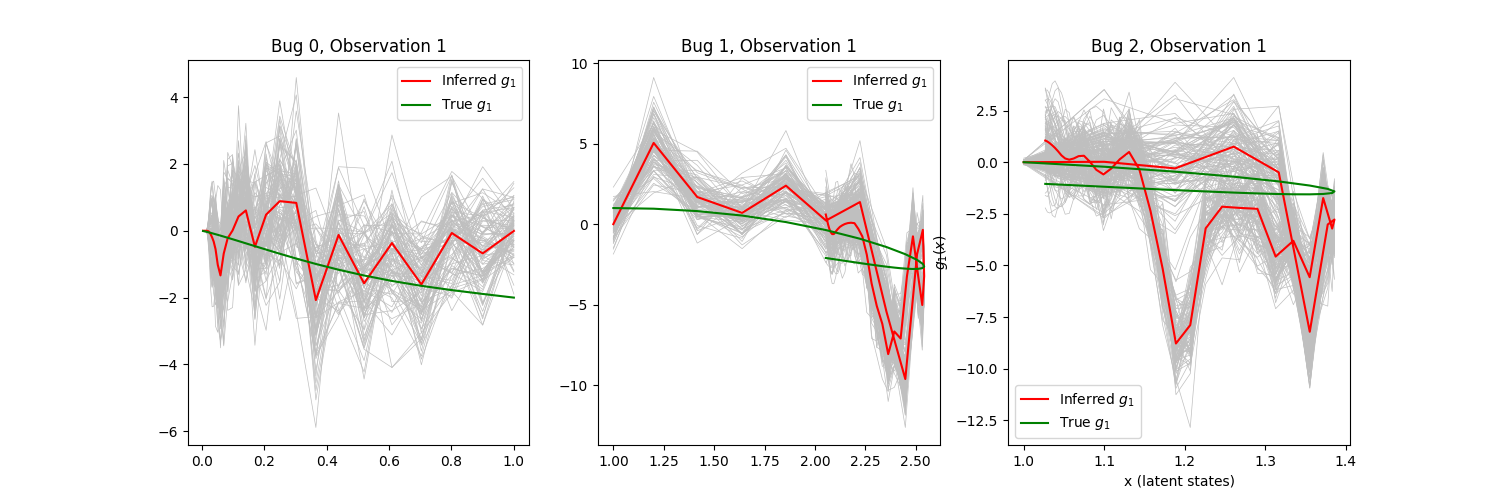 Bug 0, Observation 1
Inferred g₁
True g₁
4
2
0
−2
−4
−6
0.0 0.2 0.4 0.6 0.8 1.0
Bug 1, Observation 1
Inferred g₁
True g₁
10
5
0
−5
−10
1.00 1.25 1.50 1.75 2.00 2.25 2.50
Bug 2, Observation 1
g₁(x)
2.5
0.0
−2.5
−5.0
−7.5
−10.0
−12.5
Inferred g₁
True g₁
1.0 1.1 1.2 1.3 1.4
x (latent states)